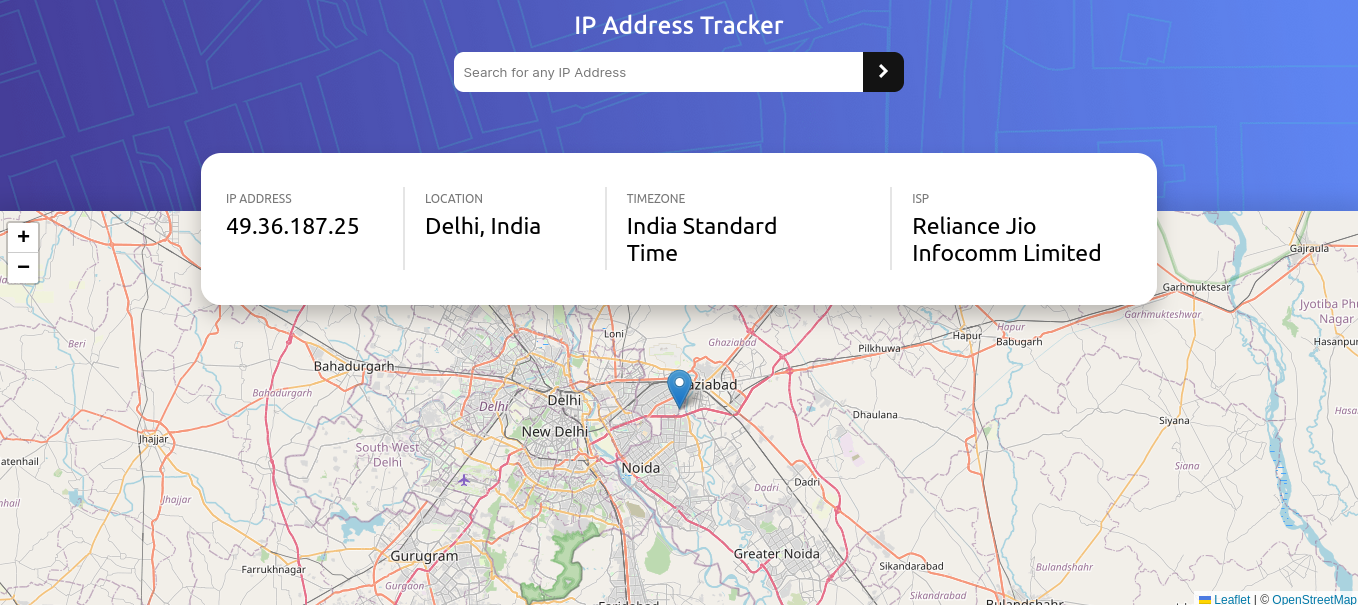 IP Address Tracker
Search for any IP Address
IP ADDRESS
49.36.187.25
LOCATION
Delhi, India
TIMEZONE
India Standard
Time
ISP
Reliance Jio
Infocomm Limited
+
−
Gajraula
Garhmuktesar
Jyotiba Phu
Nagar
Garhmukteshwar
Hapur
Loni
Hapur
Babugarh
Hasanpur
Beri
Ghaziabad
Pilkhuwa
Bahadurgarh
aziabad
Bahadurgarh
Delhi
Delhi
Dhaulana
Hasa
Siyana
New Delhi
Jhajjar
South West
Delhi
atenhail
Noida
Siana
Dadri
Dadri
nhail
Jhajjar
Gurugram
Greater Noida
Farrukhnagar
Sikandarabad
Bulandshahr
Gurgaon
Sikandrabad
Faridabad
Bulandshahr
Leaflet | © OpenStreetMap